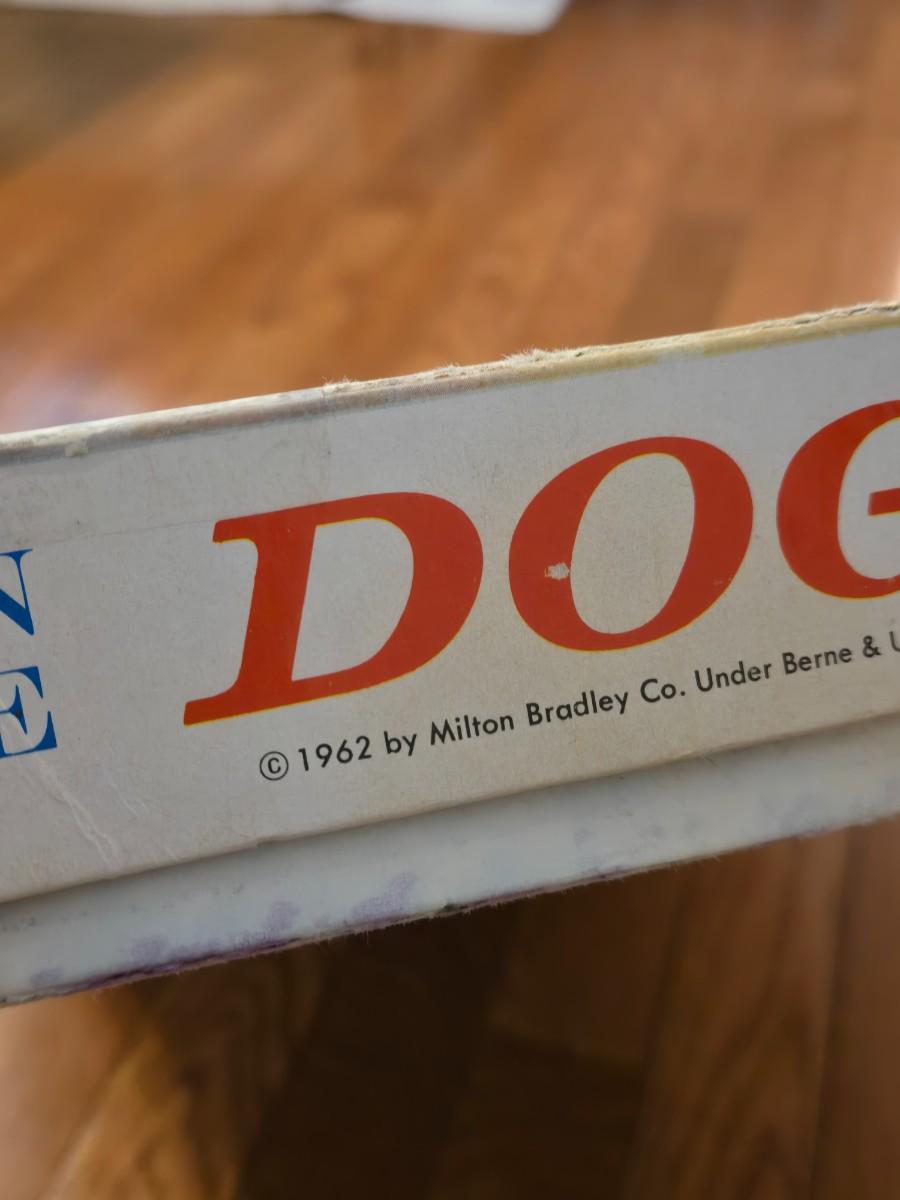 N
E
DOG
© 1962 by Milton Bradley Co. Under Berne & U